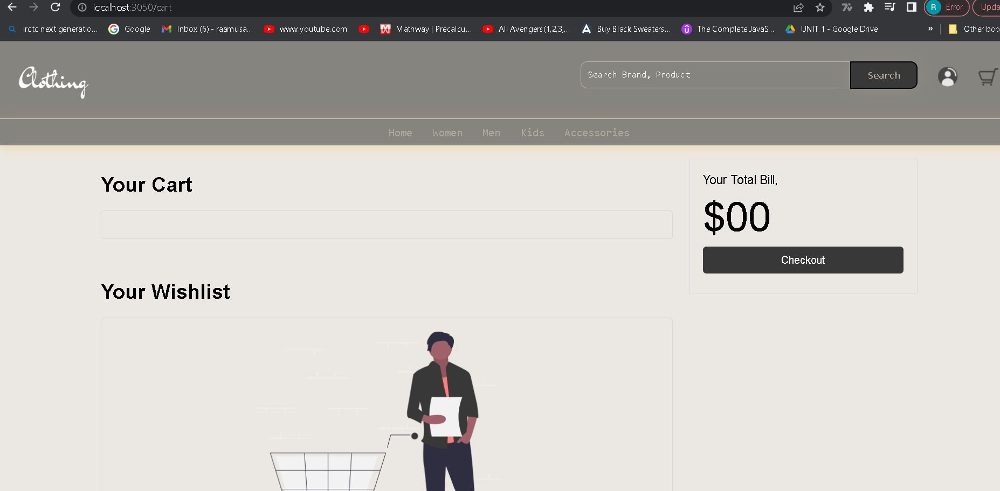 localhost:3050/cart
Error
Upda
irctc next generatio...
Google
Inbox (6) - raamusa...
www.youtube.com
Mathway | Precalcu...
All Avengers(1,2,3,...
Buy Black Sweaters...
The Complete JavaS...
UNIT 1 - Google Drive
»
Other boo
Clothing
Search Brand, Product
Search
Home Women Men Kids Accessories
Your Cart
Your Total Bill,
$00
Checkout
Your Wishlist